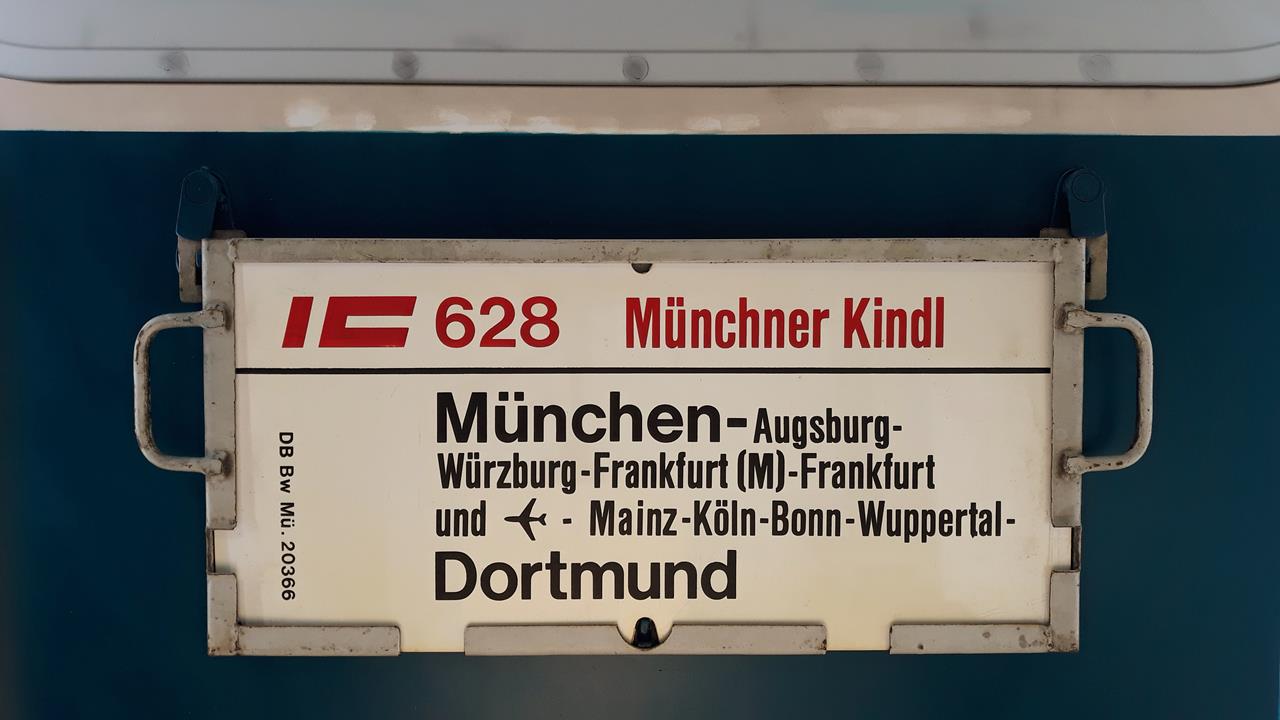 IC 628 Münchner Kindl
München-Augsburg-
Würzburg-Frankfurt (M)-Frankfurt
und ✈ - Mainz-Köln-Bonn-Wuppertal-
Dortmund
DB Bw Mü. 20366